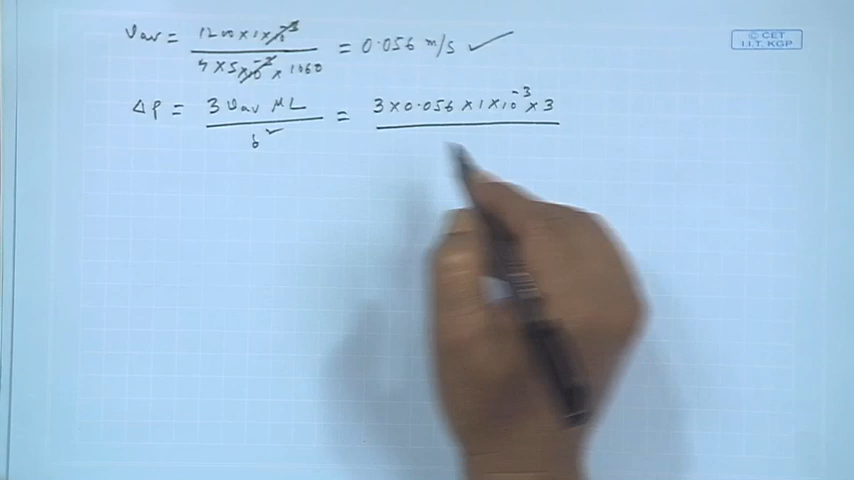 © CET
I.I.T. KGP
Vav = 1200×1×10⁻³ / 4×5×10⁻³×1060 = 0.056 m/s ✓
ΔP = 3 Vav μL / b² = 3×0.056×1×10⁻³×3